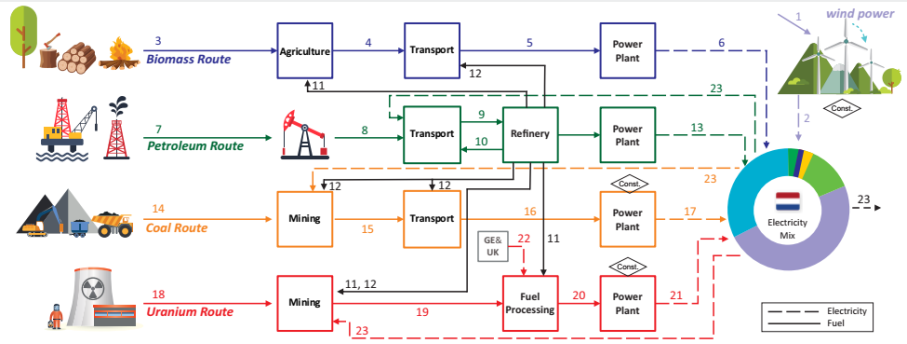 wind power
1
3
Biomass Route
Agriculture
4
Transport
5
Power
Plant
6
12
11
Const.
2
23
7
Petroleum Route
8
Transport
9
10
Refinery
Power
Plant
13
23
12
12
Const.
14
Coal Route
Mining
15
Transport
16
Power
Plant
17
Electricity
Mix
23
GE&
UK
22
11
Const.
18
Uranium Route
Mining
11, 12
19
Fuel
Processing
20
Power
Plant
21
23
Electricity
Fuel